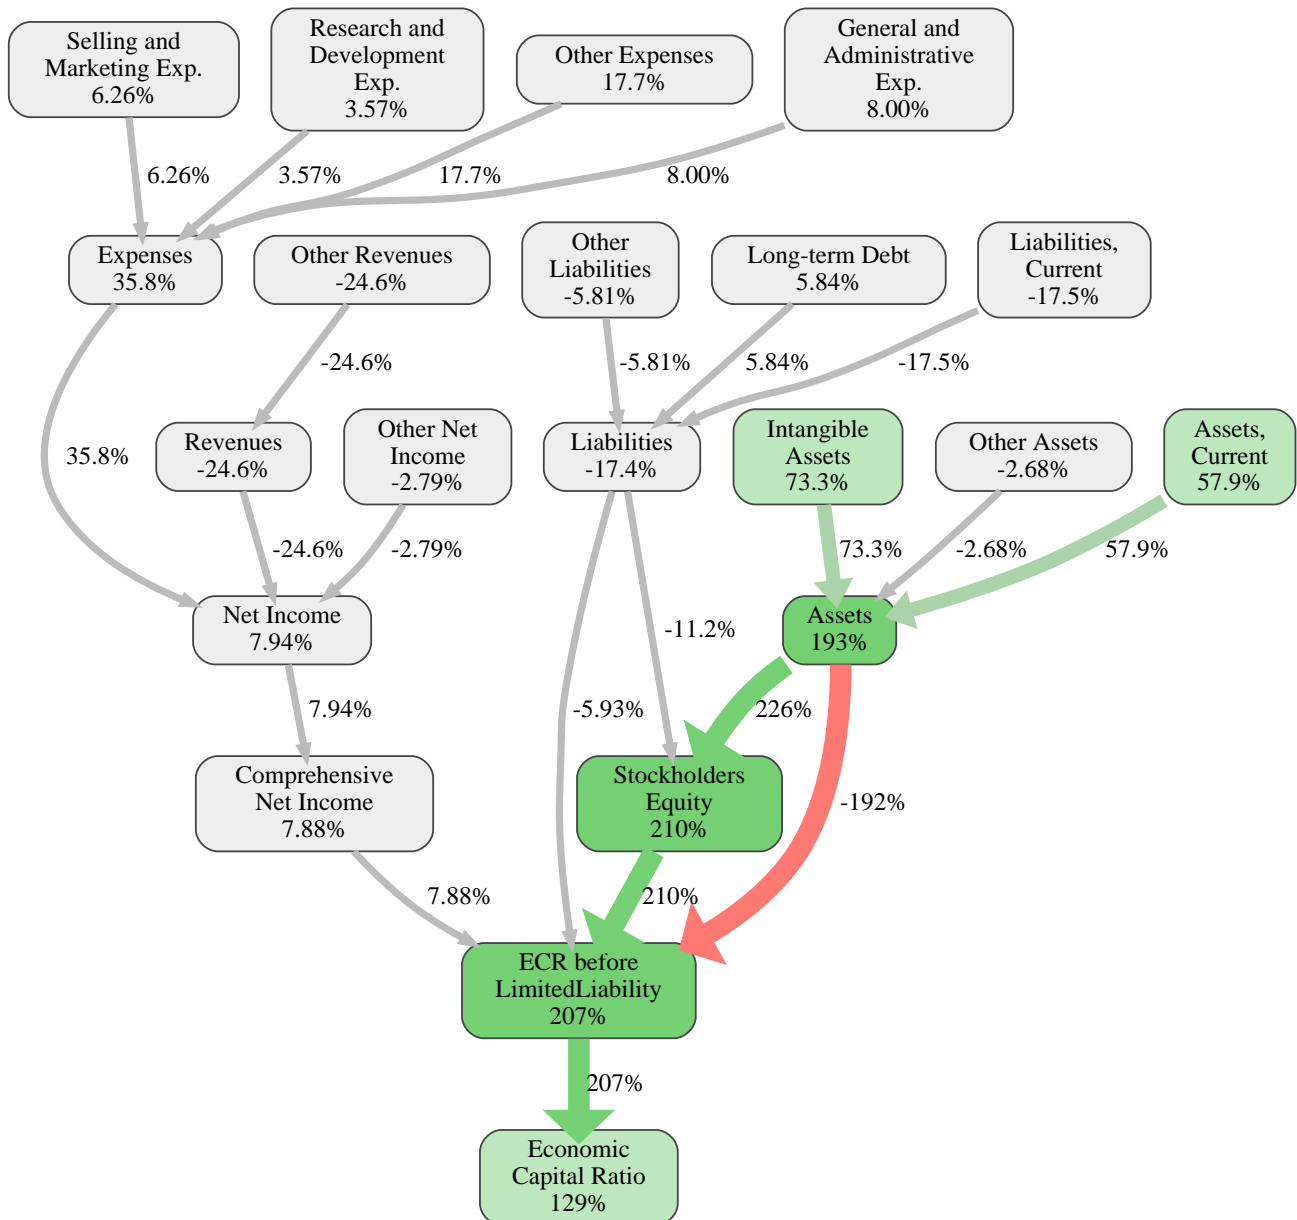 Selling and
Marketing Exp.
6.26%
Research and
Development
Exp.
3.57%
Other Expenses
17.7%
General and
Administrative
Exp.
8.00%
6.26%
3.57%
17.7%
8.00%
Expenses
35.8%
Other Revenues
-24.6%
Other
Liabilities
-5.81%
Long-term Debt
5.84%
Liabilities,
Current
-17.5%
-24.6%
-5.81%
5.84%
-17.5%
35.8%
Revenues
-24.6%
Other Net
Income
-2.79%
Liabilities
-17.4%
Intangible
Assets
73.3%
Other Assets
-2.68%
Assets,
Current
57.9%
-24.6%
-2.79%
73.3%
-2.68%
57.9%
Net Income
7.94%
Assets
193%
-11.2%
7.94%
-5.93%
226%
-192%
Comprehensive
Net Income
7.88%
Stockholders
Equity
210%
7.88%
210%
ECR before
LimitedLiability
207%
207%
Economic
Capital Ratio
129%